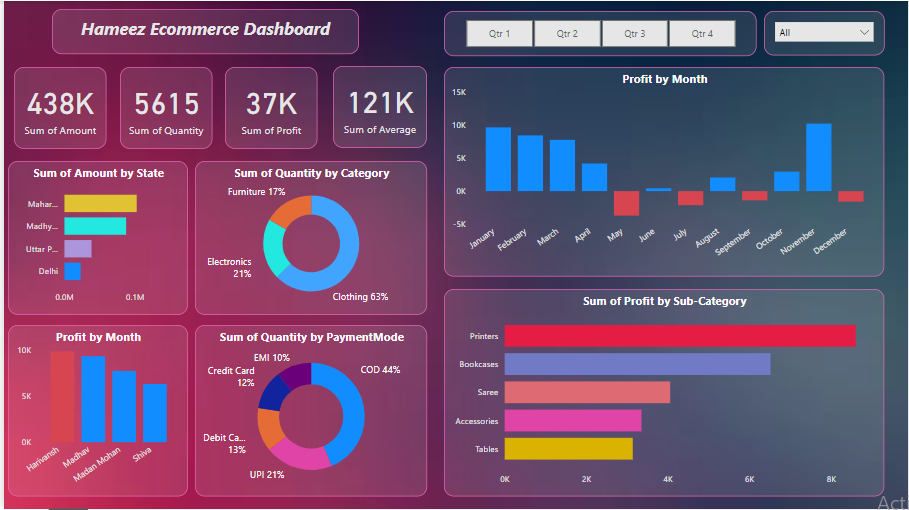 Hameez Ecommerce Dashboard
Qtr 1
Qtr 2
Qtr 3
Qtr 4
All
438K
Sum of Amount
5615
Sum of Quantity
37K
Sum of Profit
121K
Sum of Average
Profit by Month
15K
10K
5K
0K
-5K
January
February
March
April
May
June
July
August
September
October
November
December
Sum of Amount by State
Mahar...
Madhy...
Uttar P...
Delhi
0.0M
0.1M
Sum of Quantity by Category
Furniture 17%
Electronics
21%
Clothing 63%
Sum of Profit by Sub-Category
Printers
Bookcases
Saree
Accessories
Tables
0K
2K
4K
6K
8K
Profit by Month
10K
5K
0K
Harivansh
Madhav
Madan Mohan
Shiva
Sum of Quantity by PaymentMode
EMI 10%
Credit Card
12%
COD 44%
Debit Ca...
13%
UPI 21%
Acti